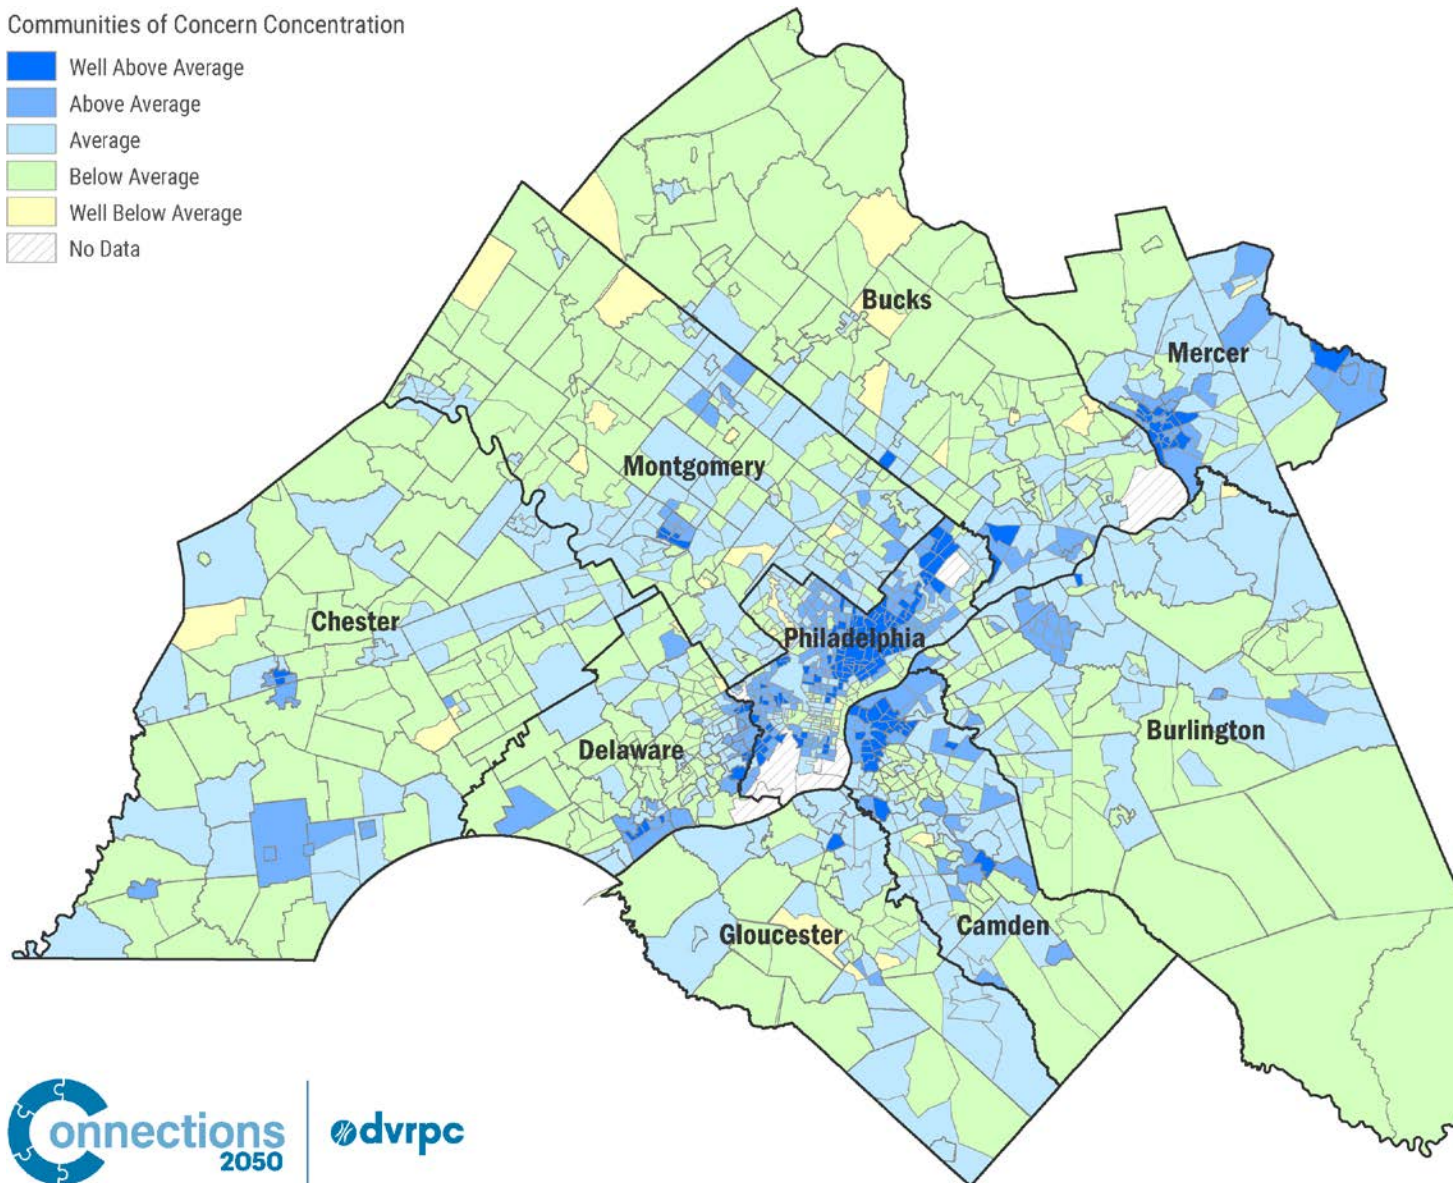 Communities of Concern Concentration
Well Above Average
Above Average
Average
Below Average
Well Below Average
No Data
Bucks
Mercer
Montgomery
Chester
Philadelphia
Delaware
Burlington
Gloucester
Camden
Connections
2050
dvrpc